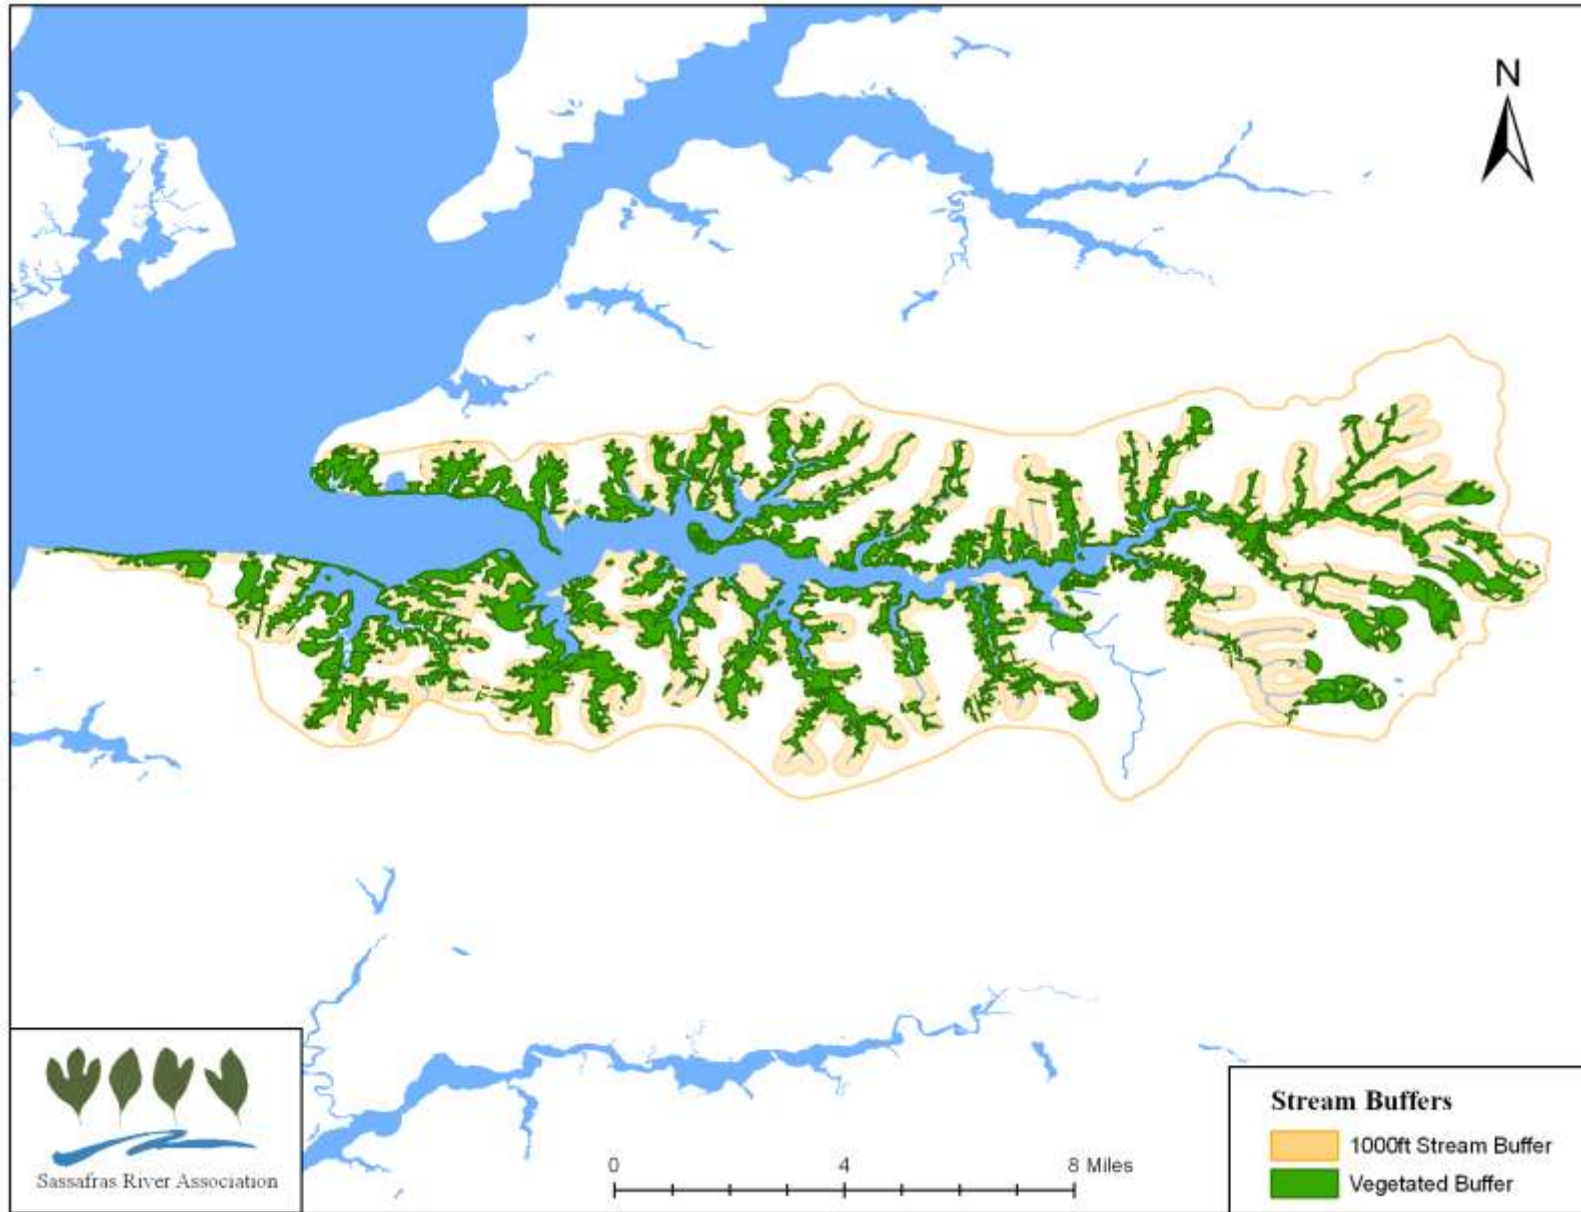 N
Sassafras River Association
0 4 8 Miles
Stream Buffers
1000ft Stream Buffer
Vegetated Buffer